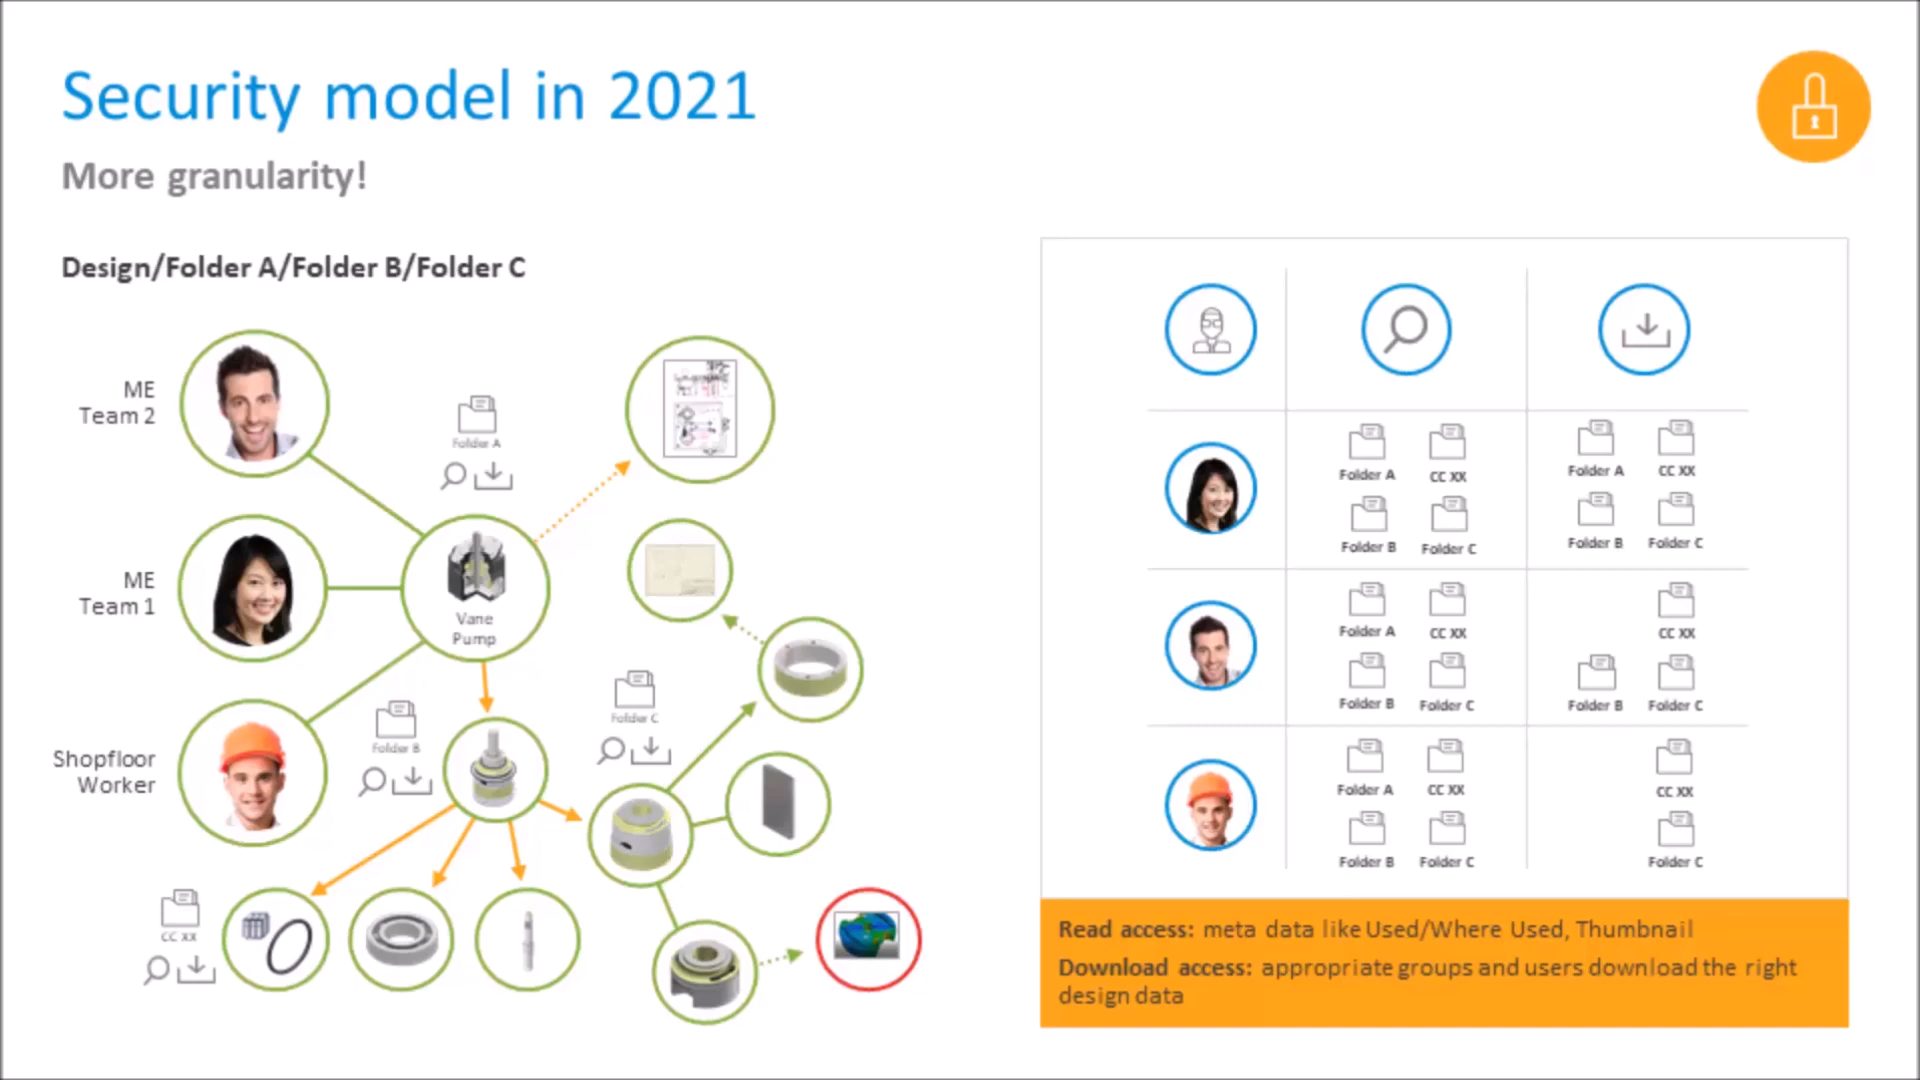 Security model in 2021
More granularity!
Design/Folder A/Folder B/Folder C
ME
Team 2
Folder A
ME
Team 1
Vane
Pump
Shopfloor
Worker
Folder B
Folder C
CC XX
Folder A CC XX
Folder B Folder C
Folder A CC XX
Folder B Folder C
Folder A CC XX
Folder B Folder C
CC XX
Folder B Folder C
Folder A CC XX
Folder B Folder C
CC XX
Folder C
Read access: meta data like Used/Where Used, Thumbnail
Download access: appropriate groups and users download the right
design data